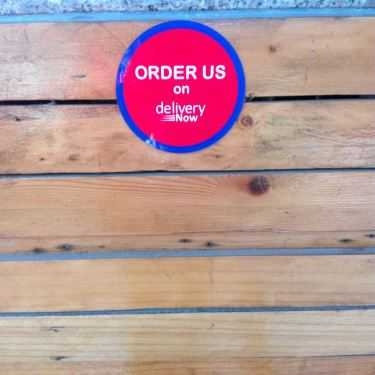 ORDER US
on
delivery
Now